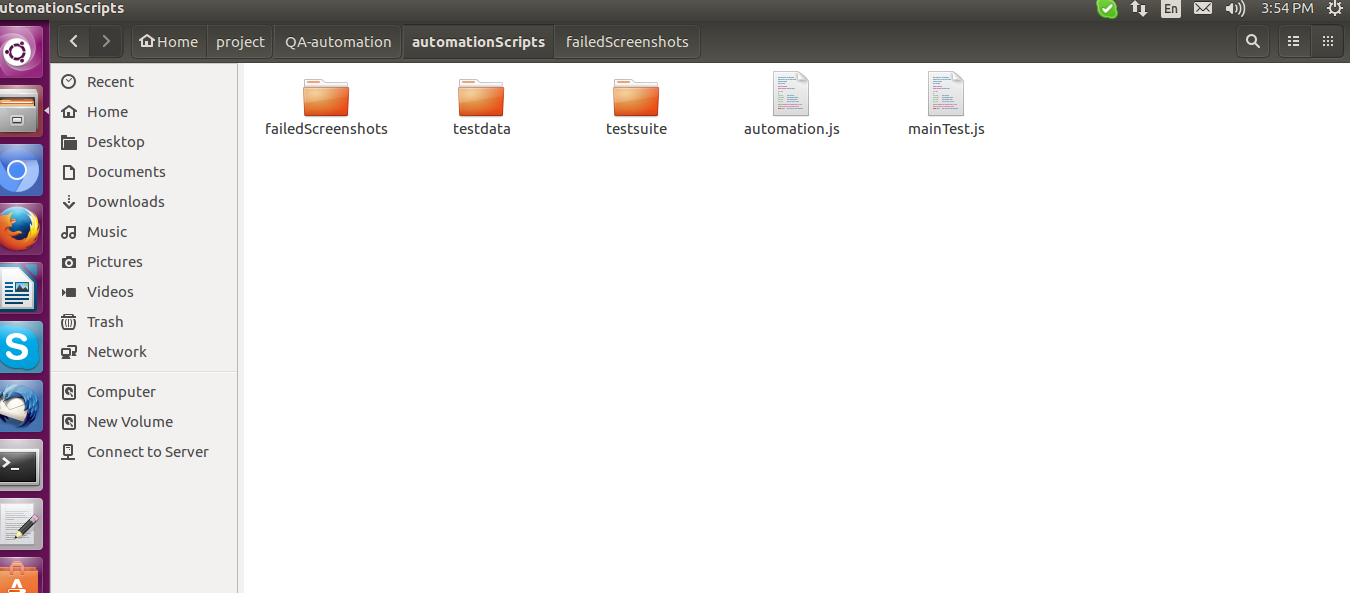 utomationScripts
En
3:54 PM
Home
project
QA-automation
automationScripts
failedScreenshots
Recent
Home
Desktop
Documents
Downloads
Music
Pictures
Videos
Trash
Network
Computer
New Volume
Connect to Server
failedScreenshots
testdata
testsuite
automation.js
mainTest.js